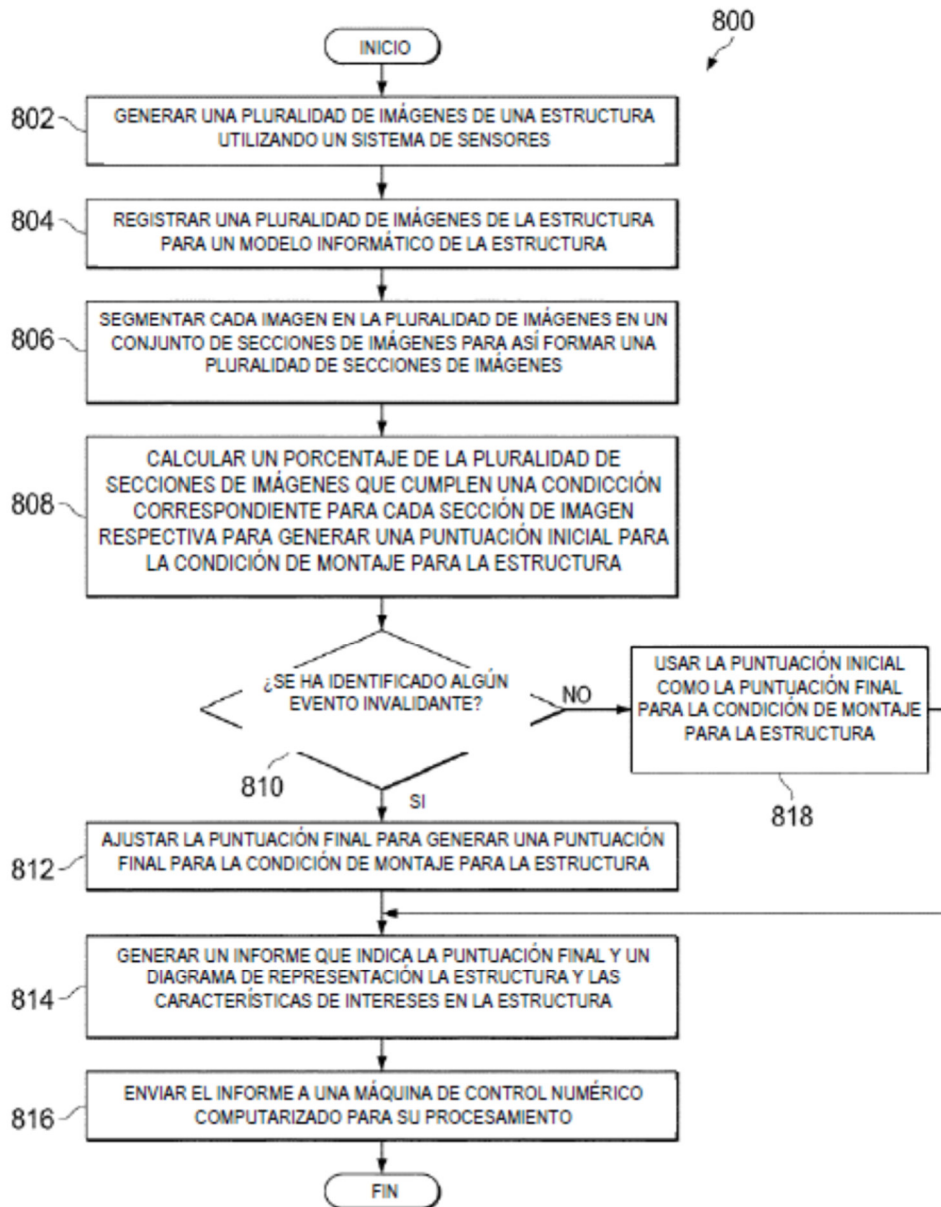 800
INICIO
802
GENERAR UNA PLURALIDAD DE IMÁGENES DE UNA ESTRUCTURA
UTILIZANDO UN SISTEMA DE SENSORES
804
REGISTRAR UNA PLURALIDAD DE IMÁGENES DE LA ESTRUCTURA
PARA UN MODELO INFORMÁTICO DE LA ESTRUCTURA
806
SEGMENTAR CADA IMAGEN EN LA PLURALIDAD DE IMÁGENES EN UN
CONJUNTO DE SECCIONES DE IMÁGENES PARA ASÍ FORMAR UNA
PLURALIDAD DE SECCIONES DE IMÁGENES
808
CALCULAR UN PORCENTAJE DE LA PLURALIDAD DE
SECCIONES DE IMÁGENES QUE CUMPLEN UNA CONDICCIÓN
CORRESPONDIENTE PARA CADA SECCIÓN DE IMAGEN
RESPECTIVA PARA GENERAR UNA PUNTUACIÓN INICIAL PARA
LA CONDICIÓN DE MONTAJE PARA LA ESTRUCTURA
¿SE HA IDENTIFICADO ALGÚN
EVENTO INVALIDANTE?
810
NO
USAR LA PUNTUACIÓN INICIAL
COMO LA PUNTUACIÓN FINAL
PARA LA CONDICIÓN DE MONTAJE
PARA LA ESTRUCTURA
818
SI
812
AJUSTAR LA PUNTUACIÓN FINAL PARA GENERAR UNA PUNTUACIÓN
FINAL PARA LA CONDICIÓN DE MONTAJE PARA LA ESTRUCTURA
814
GENERAR UN INFORME QUE INDICA LA PUNTUACIÓN FINAL Y UN
DIAGRAMA DE REPRESENTACIÓN LA ESTRUCTURA Y LAS
CARACTERÍSTICAS DE INTERESES EN LA ESTRUCTURA
816
ENVIAR EL INFORME A UNA MÁQUINA DE CONTROL NUMÉRICO
COMPUTARIZADO PARA SU PROCESAMIENTO
FIN